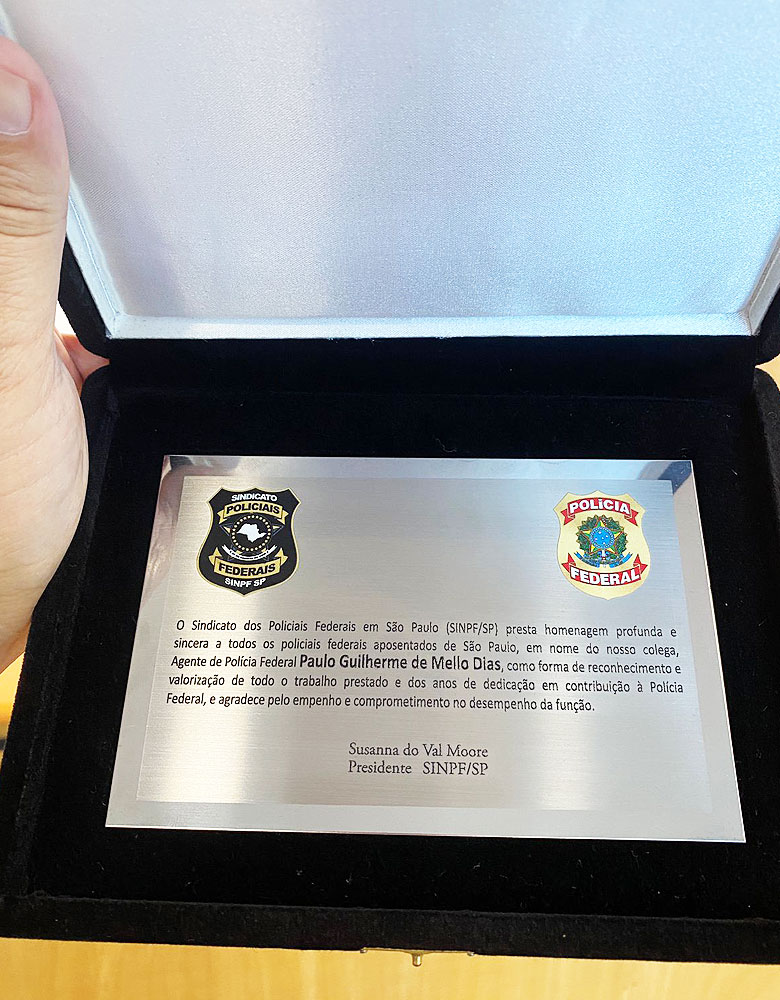 SINDICATO
POLICIAIS
FEDERAIS
SINPF SP
POLÍCIA
FEDERAL
O Sindicato dos Policiais Federais em São Paulo (SINPF/SP) presta homenagem profunda e
sincera a todos os policiais federais aposentados de São Paulo, em nome do nosso colega,
Agente de Polícia Federal Paulo Guilherme de Mello Dias, como forma de reconhecimento e
valorização de todo o trabalho prestado e dos anos de dedicação em contribuição à Polícia
Federal, e agradece pelo empenho e comprometimento no desempenho da função.
Susanna do Val Moore
Presidente SINPF/SP